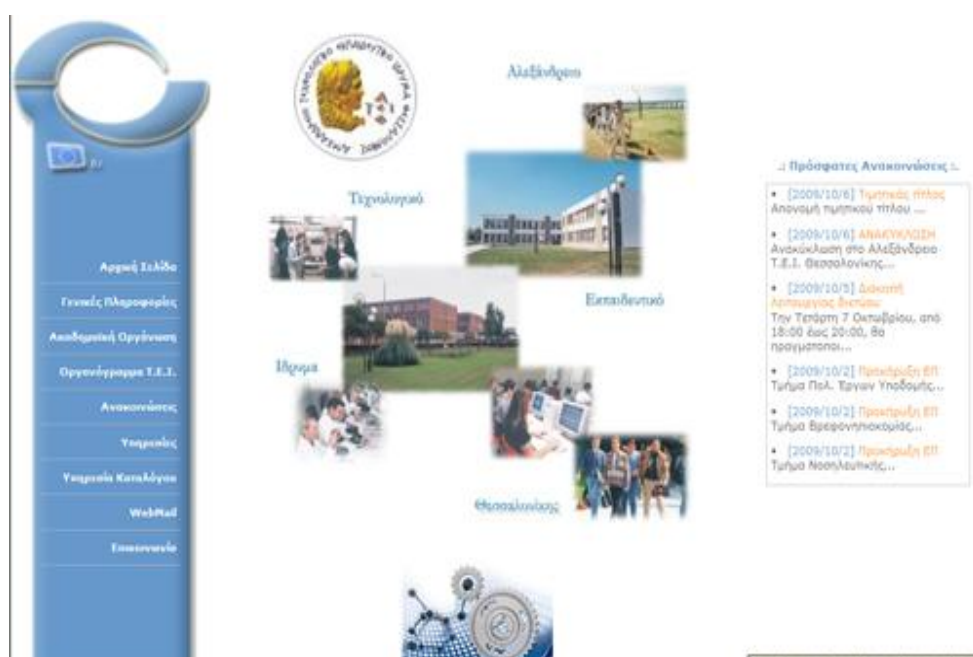 Αλεξάνδρειο
Τεχνολογικό
Εκπαιδευτικό
Ίδρυμα
Θεσσαλονίκης
Αρχική Σελίδα
Γενικές Πληροφορίες
Ακαδημαϊκή Οργάνωση
Οργανόγραμμα Τ.Ε.Ι.
Ανακοινώσεις
Υπηρεσίες
Υπηρεσία Καταλόγου
WebMail
Επικοινωνία
.: Πρόσφατες Ανακοινώσεις :.
• [2009/10/6] Τιμητικός τίτλος
Απονομή τιμητικού τίτλου ...
• [2009/10/6] ΑΝΑΚΥΚΛΩΣΗ
Ανακύκλωση στο Αλεξάνδρειο
Τ.Ε.Ι. Θεσσαλονίκης...
• [2009/10/5] Διακοπή
λειτουργίας δικτύου
Την Τετάρτη 7 Οκτωβρίου, από
18:00 έως 20:00, θα
πραγματοποι...
• [2009/10/2] Προκήρυξη ΕΠ
Τμήμα Πολ. Έργων Υποδομής...
• [2009/10/2] Προκήρυξη ΕΠ
Τμήμα Βρεφονηπιοκομίας...
• [2009/10/2] Προκήρυξη ΕΠ
Τμήμα Νοσηλευτικής...